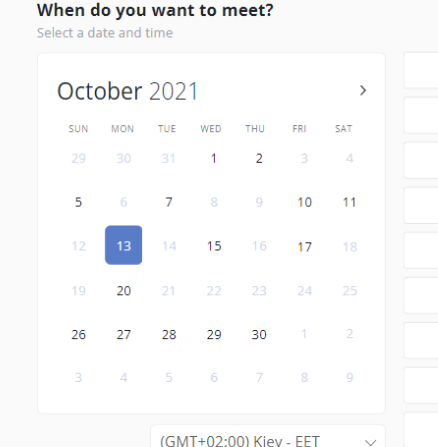 When do you want to meet?
Select a date and time
October 2021
SUN MON TUE WED THU FRI SAT
29 30 31 1 2 3 4
5 6 7 8 9 10 11
12 13 14 15 16 17 18
19 20 21 22 23 24 25
26 27 28 29 30 1 2
3 4 5 6 7 8 9
(GMT+02:00) Kiev - EET